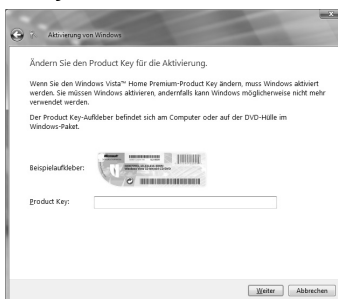 Aktivierung von Windows
Ändern Sie den Product Key für die Aktivierung.
Wenn Sie den Windows Vista™ Home Premium-Product Key ändern, muss Windows aktiviert
werden. Sie müssen Windows aktivieren, andernfalls kann Windows möglicherweise nicht mehr
verwendet werden.
Der Product Key-Aufkleber befindet sich am Computer oder auf der DVD-Hülle im
Windows-Paket.
Beispielaufkleber:
Product Key:
Weiter Abbrechen